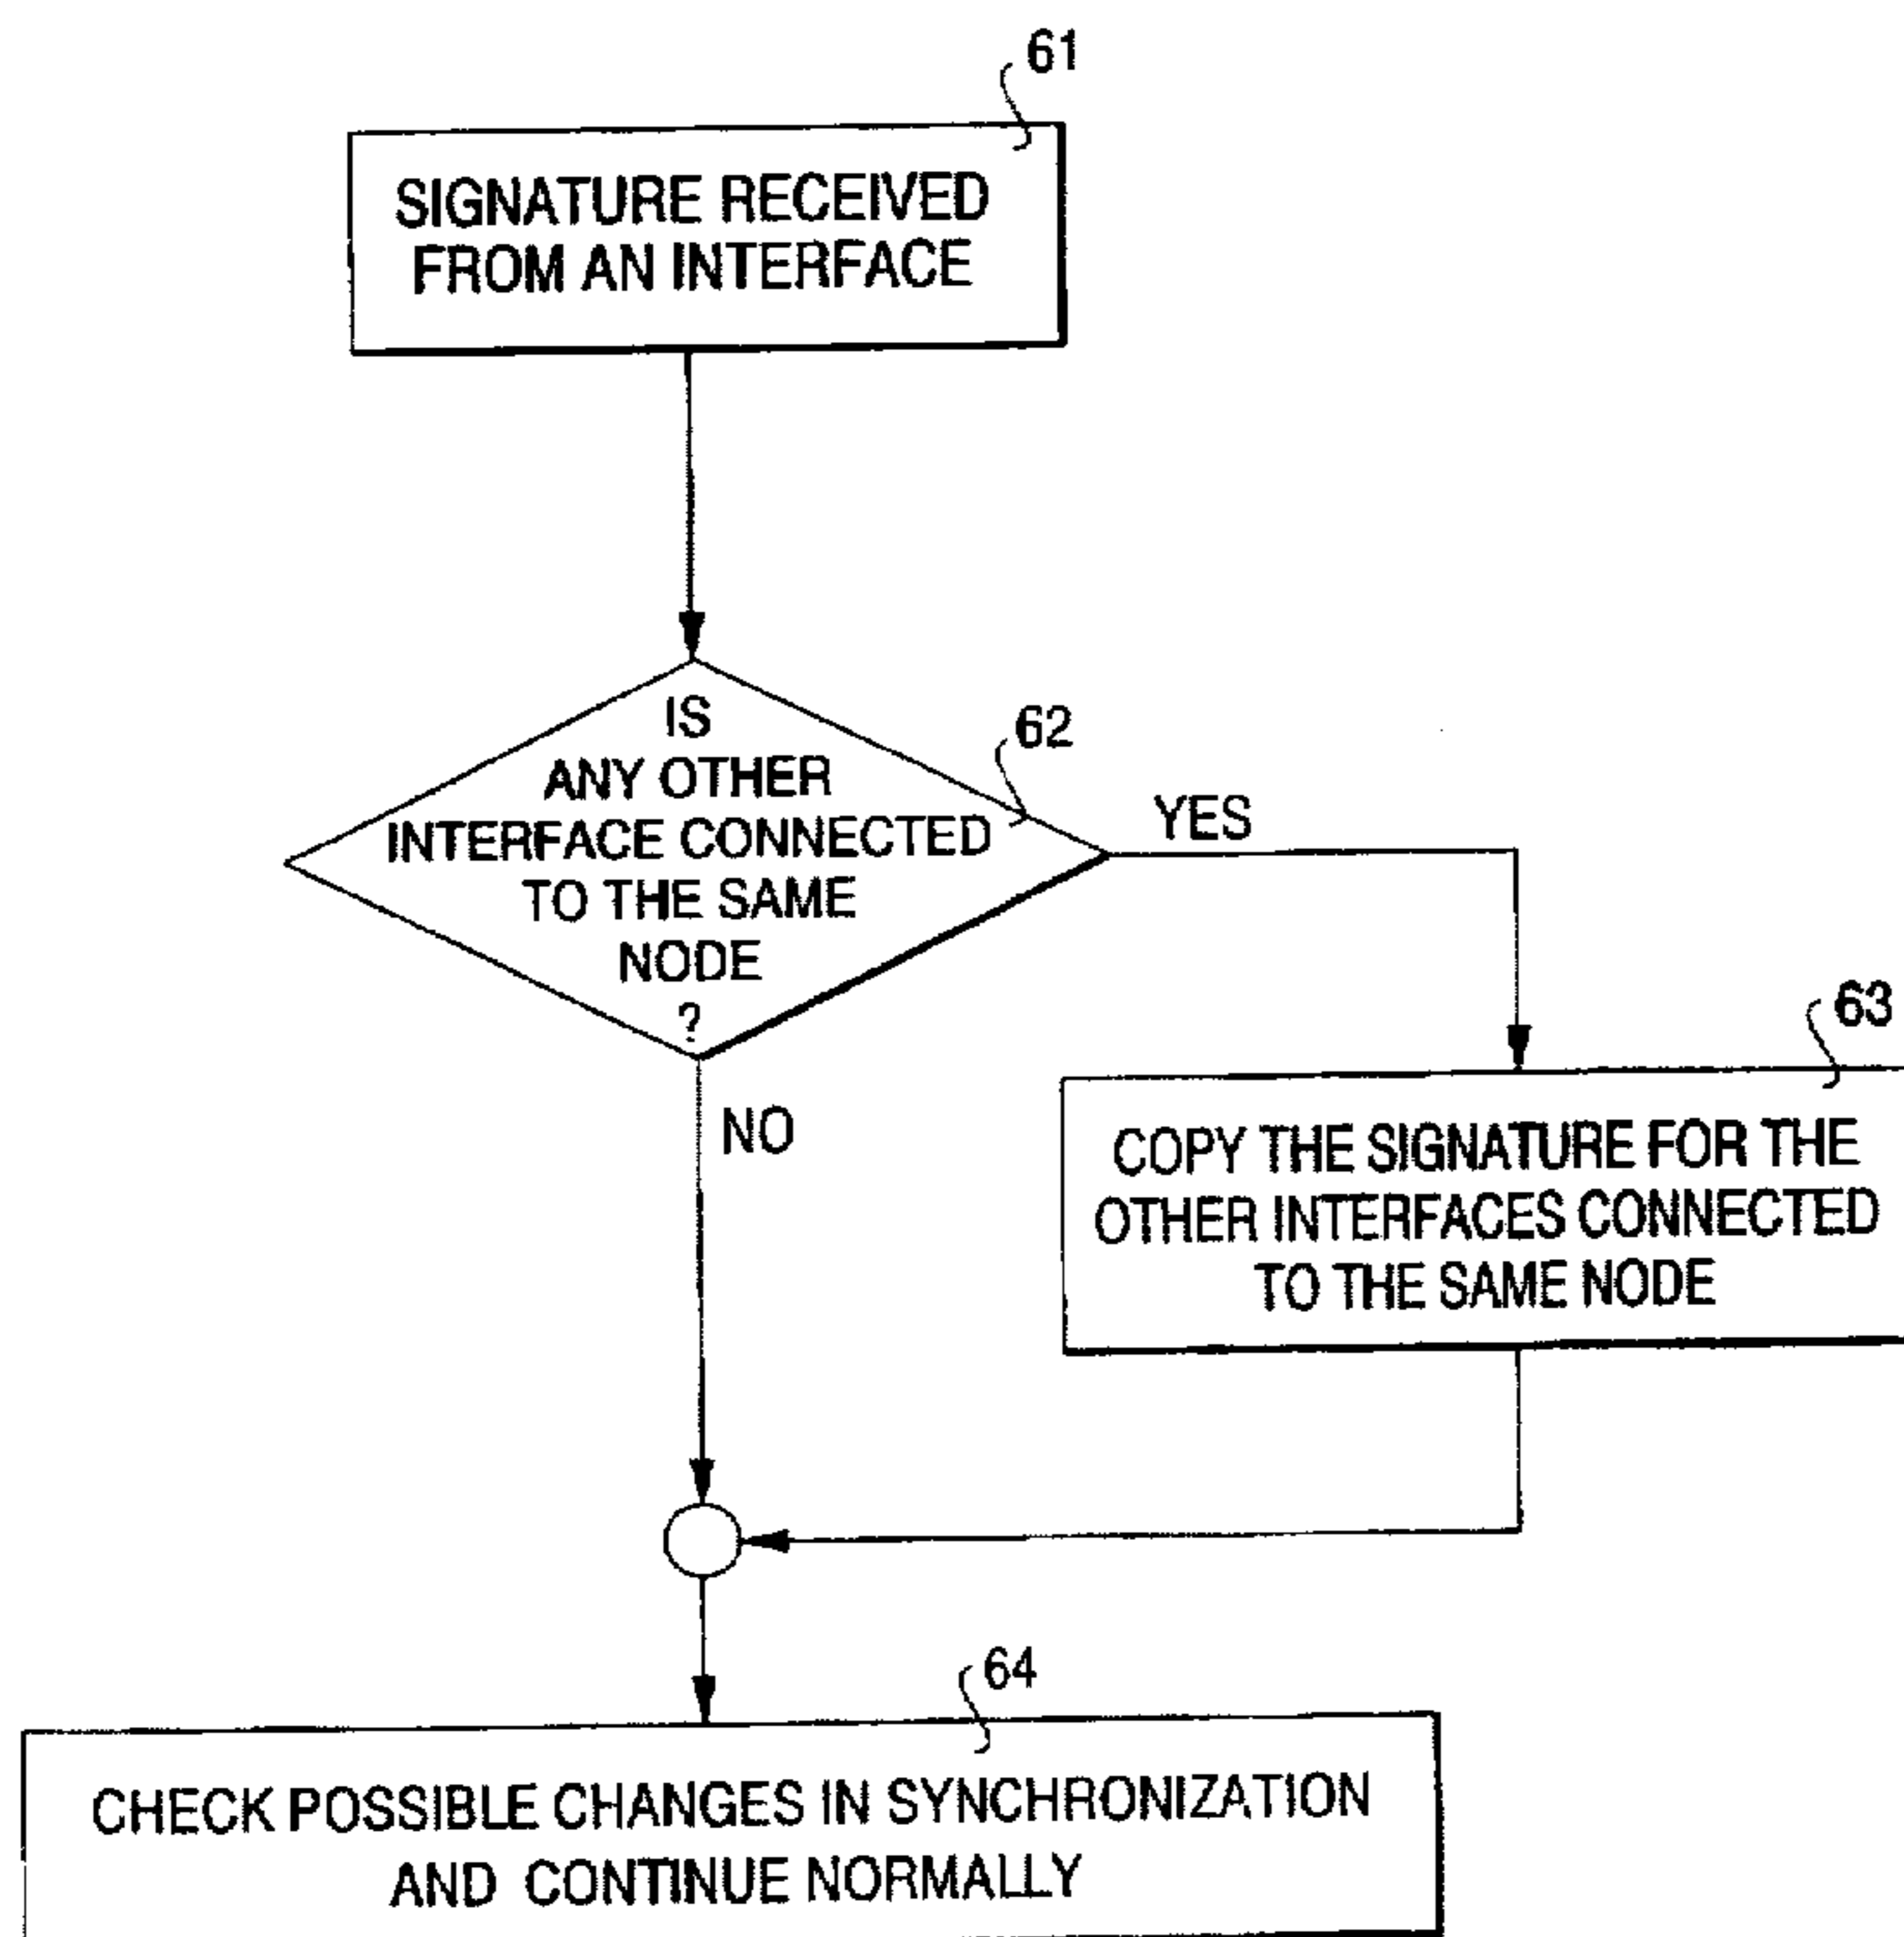 61
SIGNATURE RECEIVED
FROM AN INTERFACE
62
IS
ANY OTHER
INTERFACE CONNECTED
TO THE SAME
NODE
?
YES
NO
63
COPY THE SIGNATURE FOR THE
OTHER INTERFACES CONNECTED
TO THE SAME NODE
64
CHECK POSSIBLE CHANGES IN SYNCHRONIZATION
AND CONTINUE NORMALLY